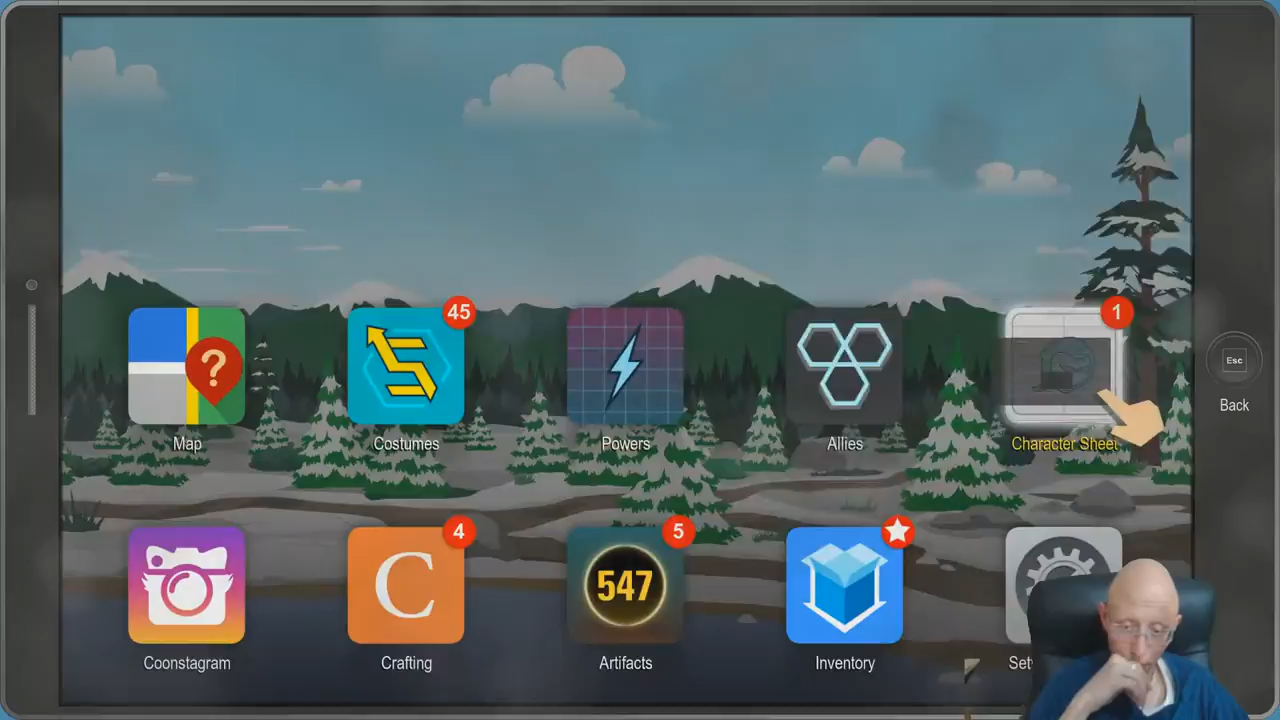 45
1
?
Map
Costumes
Powers
Allies
Character Sheet
Esc
Back
4
5
C
547
Coonstagram
Crafting
Artifacts
Inventory